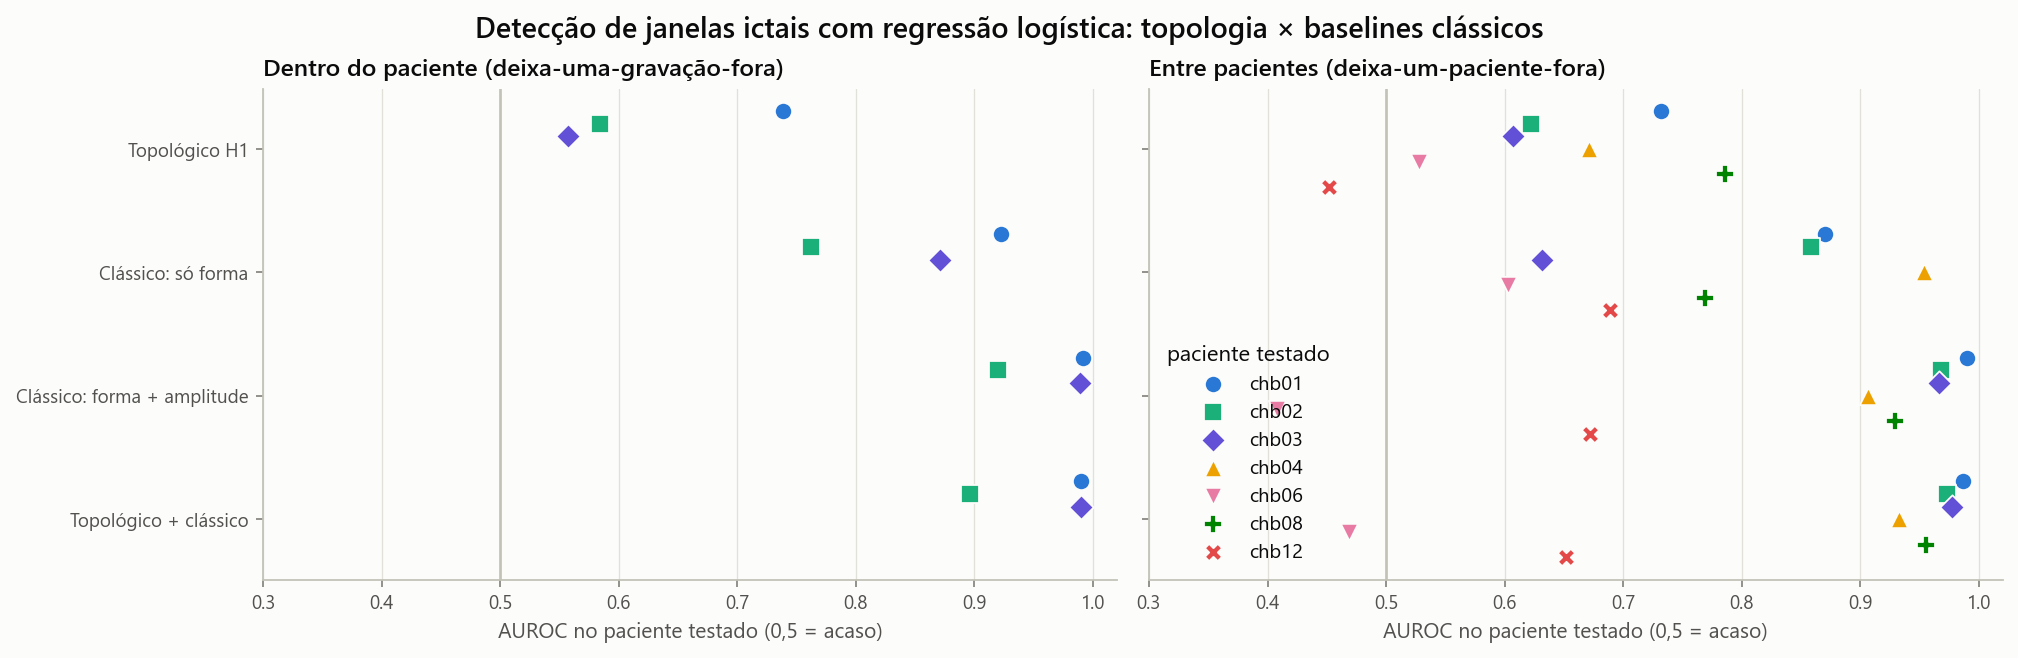 Detecção de janelas ictais com regressão logística: topologia × baselines clássicos
Dentro do paciente (deixa-uma-gravação-fora)
Topológico H1
Clássico: só forma
Clássico: forma + amplitude
Topológico + clássico
0.3 0.4 0.5 0.6 0.7 0.8 0.9 1.0
AUROC no paciente testado (0,5 = acaso)
Entre pacientes (deixa-um-paciente-fora)
paciente testado
chb01
chb02
chb03
chb04
chb06
chb08
chb12
0.3 0.4 0.5 0.6 0.7 0.8 0.9 1.0
AUROC no paciente testado (0,5 = acaso)